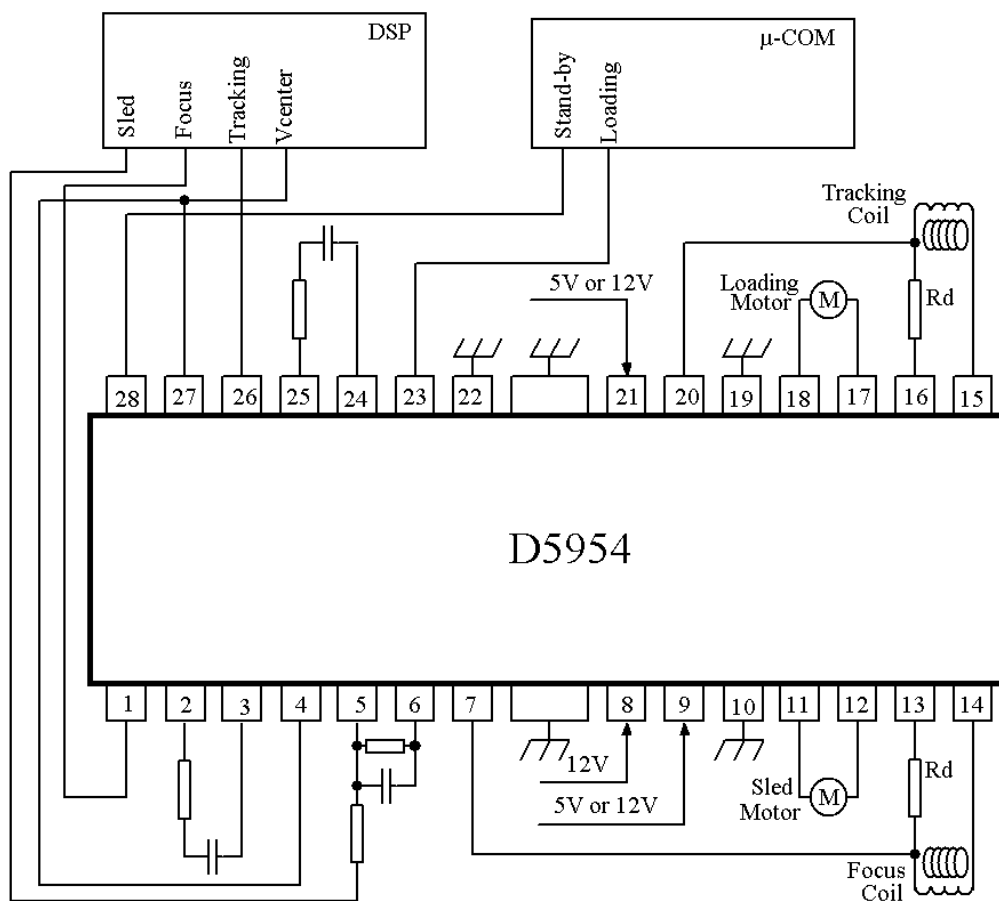 DSP
μ-COM
Sled
Focus
Tracking
Vcenter
Stand-by
Loading
Tracking
Coil
5V or 12V
Loading
Motor
M
Rd
28 27 26 25 24 23 22 21 20 19 18 17 16 15
D5954
1 2 3 4 5 6 7 8 9 10 11 12 13 14
12V
5V or 12V
Sled
Motor
M
Rd
Focus
Coil